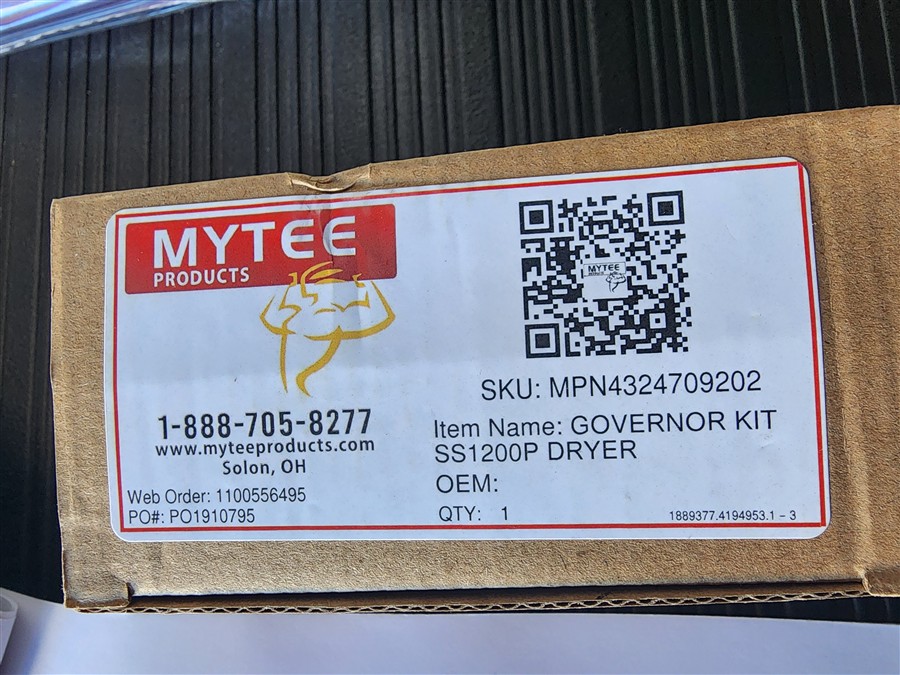 MYTEE
PRODUCTS
1-888-705-8277
www.myteeproducts.com
Solon, OH
Web Order: 1100556495
PO#: PO1910795
MYTEE
SKU: MPN4324709202
Item Name: GOVERNOR KIT
SS1200P DRYER
OEM:
QTY: 1
1889377.4194953.1 - 3